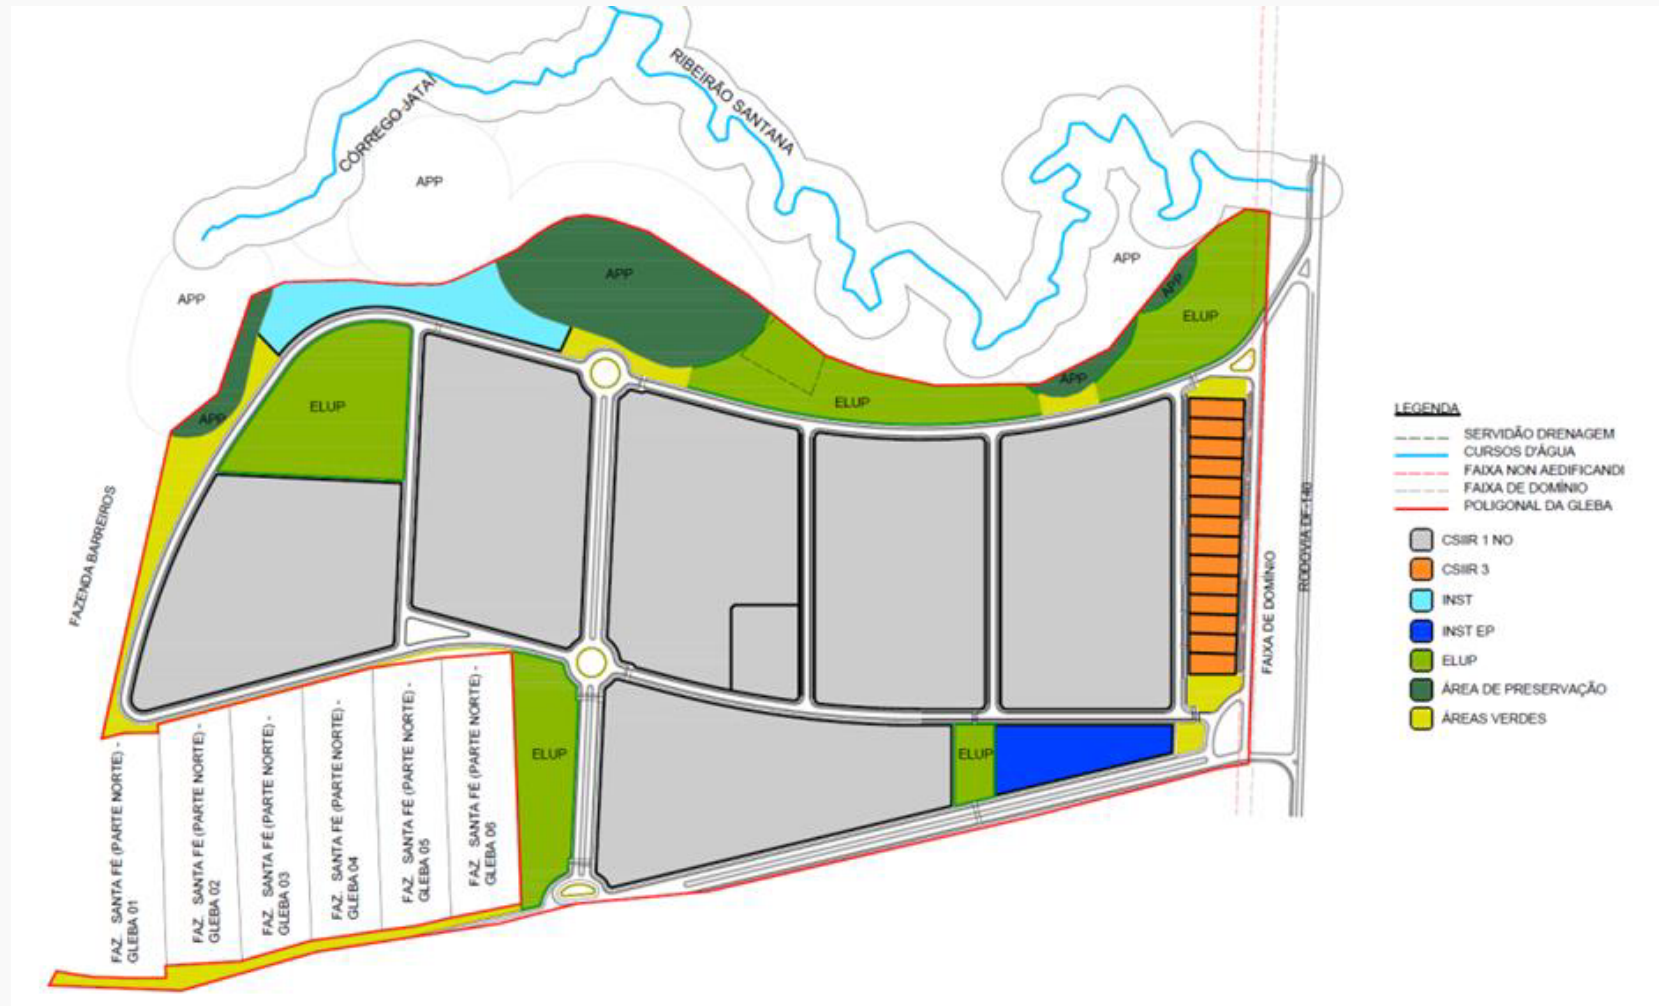 CÓRREGO JATAÍ
RIBEIRÃO SANTANA
APP
APP
APP
APP
APP
APP
APP
ELUP
ELUP
ELUP
ELUP
ELUP
FAZENDA BARREIROS
FAIXA DE DOMÍNIO
RODOVIA DF-140
FAZ. SANTA FÉ (PARTE NORTE) -
GLEBA 01
FAZ. SANTA FÉ (PARTE NORTE) -
GLEBA 02
FAZ. SANTA FÉ (PARTE NORTE) -
GLEBA 03
FAZ. SANTA FÉ (PARTE NORTE) -
GLEBA 04
FAZ. SANTA FÉ (PARTE NORTE) -
GLEBA 05
FAZ. SANTA FÉ (PARTE NORTE) -
GLEBA 06
LEGENDA
SERVIDÃO DRENAGEM
CURSOS D'ÁGUA
FAIXA NON AEDIFICANDI
FAIXA DE DOMÍNIO
POLIGONAL DA GLEBA
CSIIR 1 NO
CSIIR 3
INST
INST EP
ELUP
ÁREA DE PRESERVAÇÃO
ÁREAS VERDES